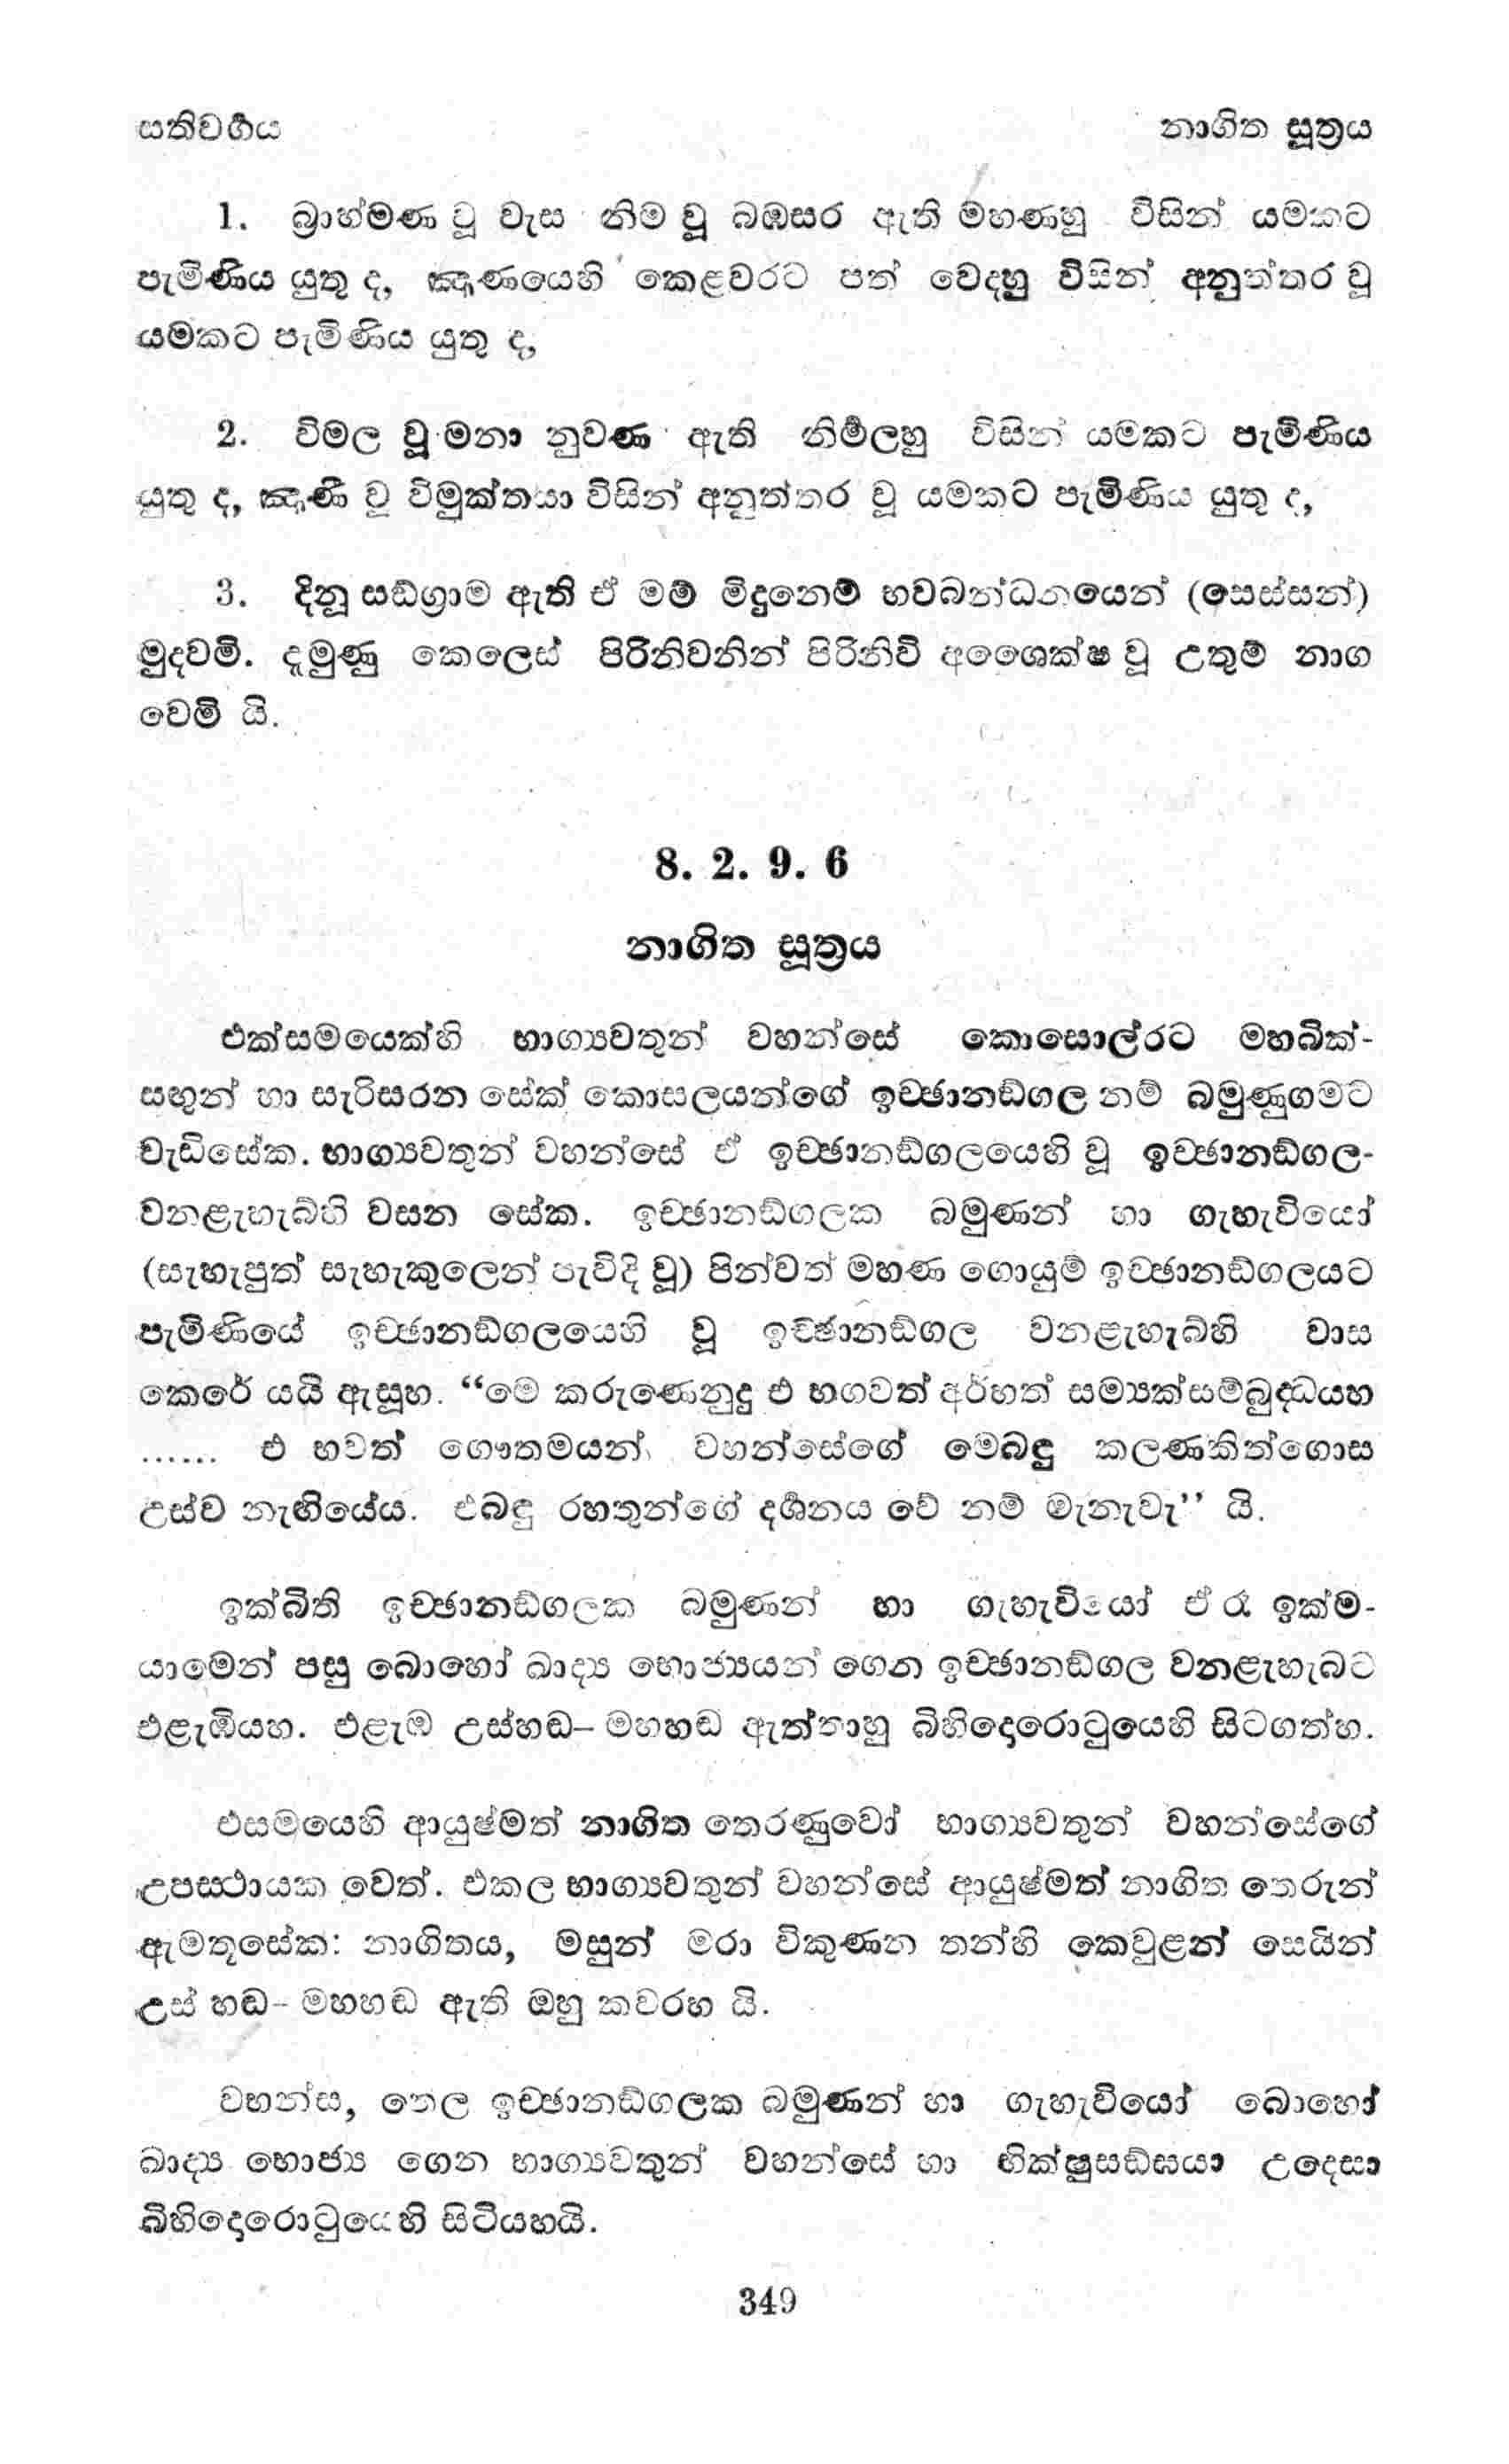 සතිවර්‍ගය
නාගිත සූත්‍රය
1. බ්‍රාහ්මණ වූ වැස නිම වූ බඹසර ඇති මහණහු විසින් යමකට
පැමිණිය යුතු ද, ඤාණයෙහි කෙළවරට පත් වෙදහු විසින් අනුත්තර වූ
යමකට පැමිණිය යුතු ද,
2. විමල වූ මනා නුවණ ඇති නිර්‍මලහු විසින් යමකට පැමිණිය
යුතු ද, ඤාණී වූ විමුක්තයා විසින් අනුත්තර වූ යමකට පැමිණිය යුතු ද,
3. දිනූ සඞ්ග්‍රාම ඇති ඒ මම් මිදුනෙම් භවබන්ධනයෙන් (සෙස්සන්)
මුදවමි. දැමුණු කෙලෙස් පිරිනිවනින් පිරිනිවි අශෛක්ෂ වූ උතුම් නාග
වෙමි යි.
8. 2. 9. 6
නාගිත සූත්‍රය
එක්සමයෙක්හි භාග්‍යවතුන් වහන්සේ කොසොල්රට මහබික්-
සඟුන් හා සැරිසරන සේක් කොසලයන්ගේ ඉච්ඡානඞ්ගල නම් බමුණුගමට
වැඩිසේක. භාග්‍යවතුන් වහන්සේ ඒ ඉච්ඡානඞ්ගලයෙහි වූ ඉච්ඡානඞ්ගල-
වනළැහැබ්හි වසන සේක. ඉච්ඡානඞ්ගලක බමුණන් හා ගැහැවියෝ
(සැහැපුත් සැහැකුලෙන් පැවිදි වූ) පින්වත් මහණ ගොයුම් ඉච්ඡානඞ්ගලයට
පැමිණියේ ඉච්ඡානඞ්ගලයෙහි වූ ඉච්ඡානඞ්ගල වනළැහැබ්හි වාස
කෙරේ යයි ඇසූහ. “මෙ කරුණෙනුදු එ භගවත් අර්හත් සම්‍යක්සම්බුද්ධයහ
...... එ භවත් ගෞතමයන් වහන්සේගේ මෙබඳු කලණකිත්ගොස
උස්ව නැඟියේය. එබඳු රහතුන්ගේ දර්‍ශනය වේ නම් මැනැවැ” යි.
ඉක්බිති ඉච්ඡානඞ්ගලක බමුණන් හා ගැහැවියෝ ඒ රෑ ඉක්ම-
යාමෙන් පසු බොහෝ ඛාද්‍ය භොජ්‍යයන් ගෙන ඉච්ඡානඞ්ගල වනළැහැබට
එළැඹියහ. එළැඹ උස්හඬ– මහහඬ ඇත්තාහු බිහිදොරොටුයෙහි සිටගත්හ.
එසමයෙහි ආයුෂ්මත් නාගිත තෙරණුවෝ භාග්‍යවතුන් වහන්සේගේ
උපස්ථායක වෙත්. එකල භාග්‍යවතුන් වහන්සේ ආයුෂ්මත් නාගිත තෙරුන්
ඇමතූසේක: නාගිතය, මසුන් මරා විකුණන තන්හි කෙවුළන් සෙයින්
උස් හඬ- මහහඬ ඇති ඔහු කවරහ යි.
වහන්ස, තෙල ඉච්ඡානඞ්ගලක බමුණන් හා ගැහැවියෝ බොහෝ
ඛාද්‍ය භොජ්‍ය ගෙන භාග්‍යවතුන් වහන්සේ හා භික්ෂුසඞ්ඝයා උදෙසා
බිහිදොරොටුයෙහි සිටියහයි.
349